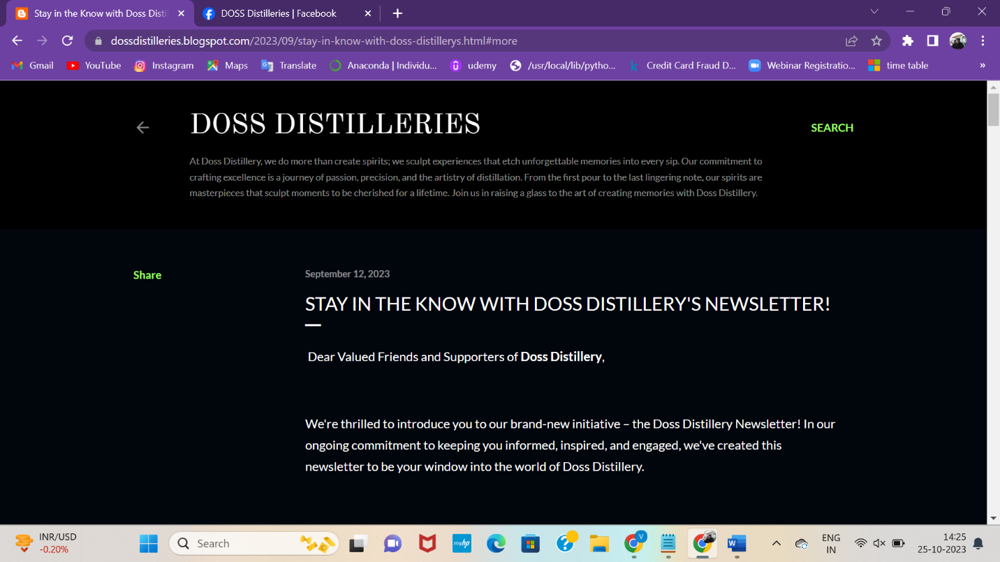 Stay in the Know with Doss Distil
DOSS Distilleries | Facebook
dossdistilleries.blogspot.com/2023/09/stay-in-know-with-doss-distillerys.html#more
Gmail YouTube Instagram Maps Translate Anaconda | Individu... udemy /usr/local/lib/pytho... Credit Card Fraud D... Webinar Registratio... time table »
DOSS DISTILLERIES
SEARCH
At Doss Distillery, we do more than create spirits; we sculpt experiences that etch unforgettable memories into every sip. Our commitment to
crafting excellence is a journey of passion, precision, and the artistry of distillation. From the first pour to the last lingering note, our spirits are
masterpieces that sculpt moments to be cherished for a lifetime. Join us in raising a glass to the art of creating memories with Doss Distillery.
Share
September 12, 2023
STAY IN THE KNOW WITH DOSS DISTILLERY'S NEWSLETTER!
Dear Valued Friends and Supporters of Doss Distillery,
We're thrilled to introduce you to our brand-new initiative – the Doss Distillery Newsletter! In our
ongoing commitment to keeping you informed, inspired, and engaged, we've created this
newsletter to be your window into the world of Doss Distillery.
INR/USD
-0.20%
Search
myhp
V
W
ENG
IN
14:25
25-10-2023